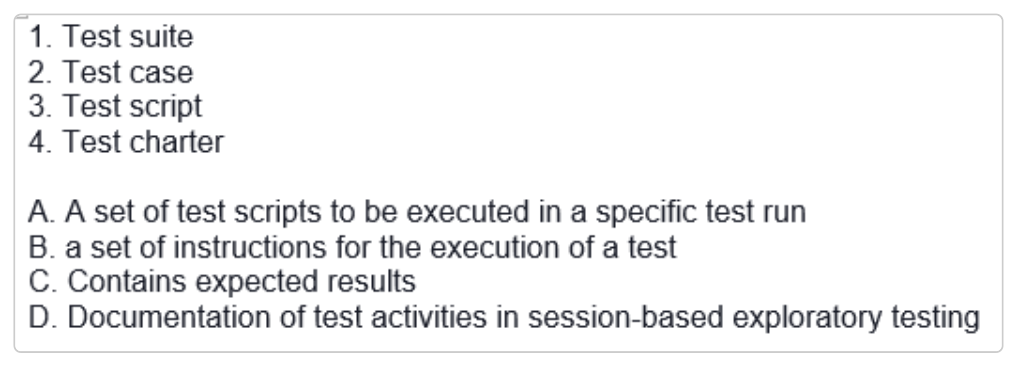 1. Test suite
2. Test case
3. Test script
4. Test charter
A. A set of test scripts to be executed in a specific test run
B. a set of instructions for the execution of a test
C. Contains expected results
D. Documentation of test activities in session-based exploratory testing